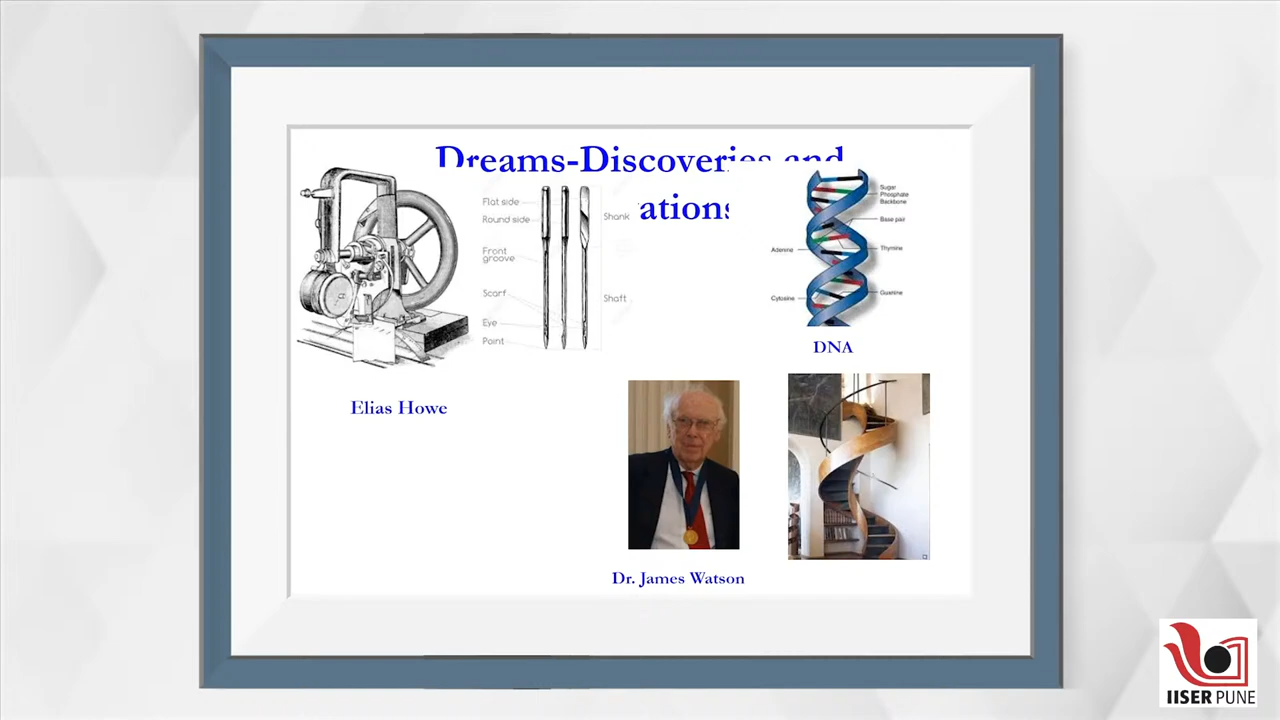 Dreams-Discoveries and
ations
Flat side
Round side
Front
groove
Scarf
Eye
Point
Shank
Shaft
Sugar
Phosphate
Backbone
Base pair
Adenine
Thymine
Cytosine
Guanine
DNA
Elias Howe
Dr. James Watson
IISER PUNE